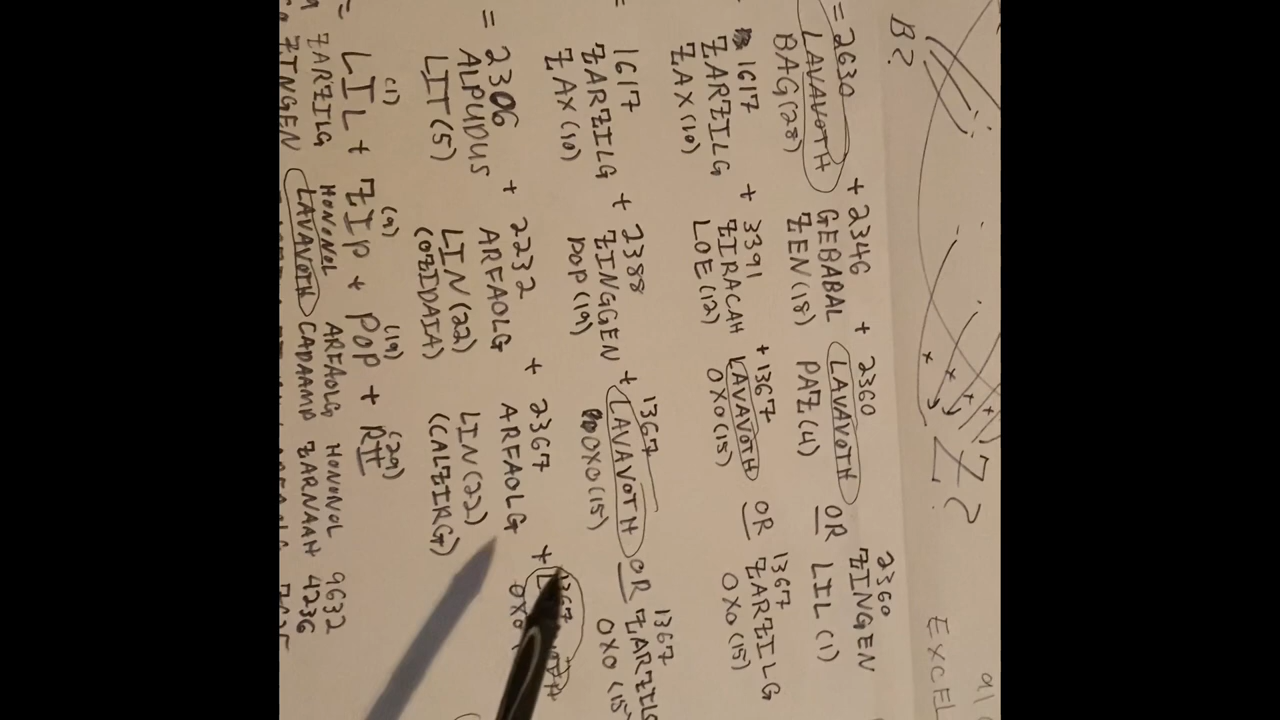 B?
Z?
EXCEL
= 2630 + 2346 + 2360 OR 2360
LAVAVOTH GEBABAL LAVAVOTH ZINGEN
BAG(28) ZEN(18) PAZ(4) LIL(1)
1617 + 3391 + 1367 OR 1367
ZARZILG ZIRACAH LAVAVOTH ZARZILG
ZAX(10) LOE(12) OXO(15) OXO(15)
1617 + 2388 + 1367 OR 1367
ZARZILG ZINGGEN LAVAVOTH
ZAX(10) POP(19) OXO(15) OXO(15)
= 2306 + 2232 + 2367 +
ALPUDUS ARFAOLG ARFAOLG
LIT(5) LIN(22) LIN(22) OXO
(OZIDAIA) (CALZIRG)
(1) (9) (19) (29)
LIL + ZIP + POP + RII
ZARZILG HONONOL ARFAOLG HONONOL 9632
ZINGEN LAVAVOTH CADAAMP ZARNAAH 4236